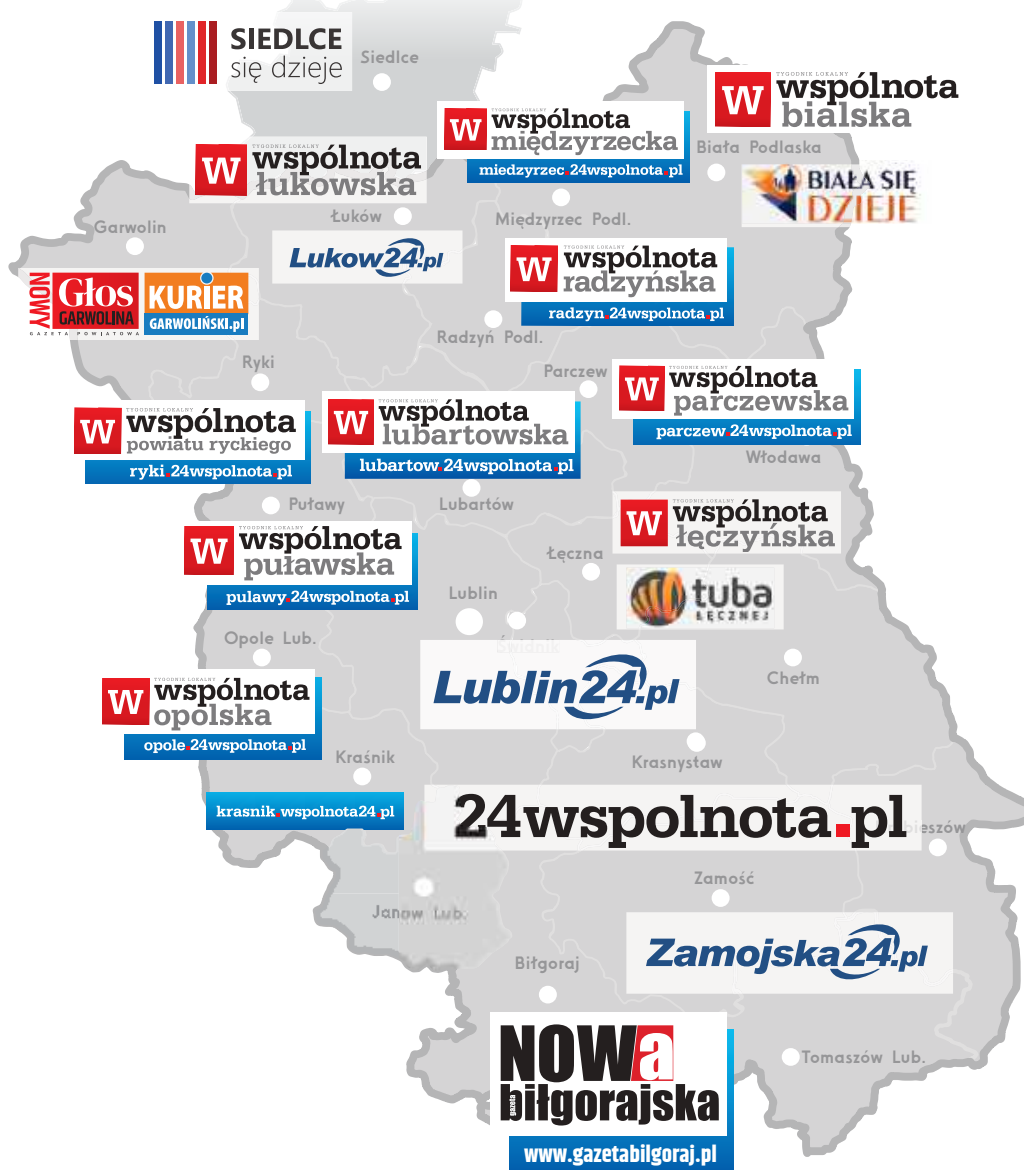 SIEDLCE
się dzieje
Siedlce
TYGODNIK LOKALNY
W wspólnota
bialska
TYGODNIK LOKALNY
W wspólnota
międzyrzecka
miedzyrzec.24wspolnota.pl
Biała Podlaska
TYGODNIK LOKALNY
W wspólnota
łukowska
BIAŁA SIĘ
DZIEJE
Łuków
Międzyrzec Podl.
Garwolin
Lukow24.pl
TYGODNIK LOKALNY
W wspólnota
radzyńska
radzyn.24wspolnota.pl
NOWY
Głos
GARWOLINA
GAZETA POWIATOWA
KURIER
GARWOLIŃSKI.pl
Radzyń Podl.
Ryki
Parczew
TYGODNIK LOKALNY
W wspólnota
parczewska
parczew.24wspolnota.pl
TYGODNIK LOKALNY
W wspólnota
powiatu ryckiego
ryki.24wspolnota.pl
TYGODNIK LOKALNY
W wspólnota
lubartowska
lubartow.24wspolnota.pl
Włodawa
Puławy
Lubartów
TYGODNIK LOKALNY
W wspólnota
łęczyńska
TYGODNIK LOKALNY
W wspólnota
puławska
pulawy.24wspolnota.pl
Łęczna
tuba
ŁĘCZNEJ
Lublin
Opole Lub.
Świdnik
Lublin24.pl
Chełm
TYGODNIK LOKALNY
W wspólnota
opolska
opole.24wspolnota.pl
Kraśnik
Krasnystaw
krasnik.wspolnota24.pl
24wspolnota.pl
bieszów
Zamość
Janów Lub.
Zamojska24.pl
Biłgoraj
NOWa
gazeta
biłgorajska
www.gazetabilgoraj.pl
Tomaszów Lub.